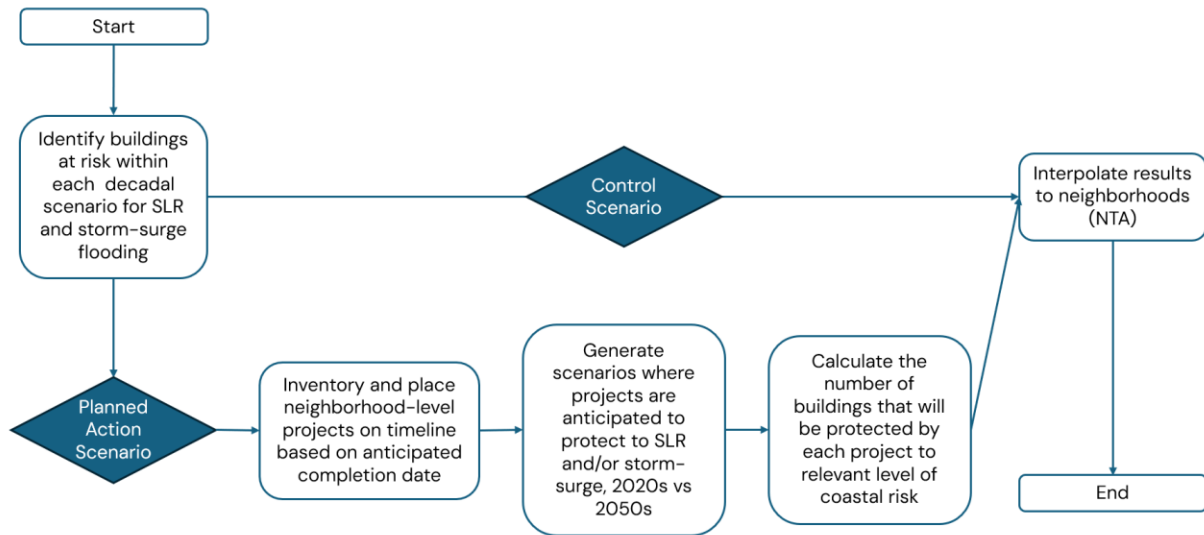 Start
Identify buildings
at risk within
each decadal
scenario for SLR
and storm-surge
flooding
Control
Scenario
Interpolate results
to neighborhoods
(NTA)
Planned
Action
Scenario
Inventory and place
neighborhood-level
projects on timeline
based on anticipated
completion date
Generate
scenarios where
projects are
anticipated to
protect to SLR
and/or storm-
surge, 2020s vs
2050s
Calculate the
number of
buildings that will
be protected by
each project to
relevant level of
coastal risk
End